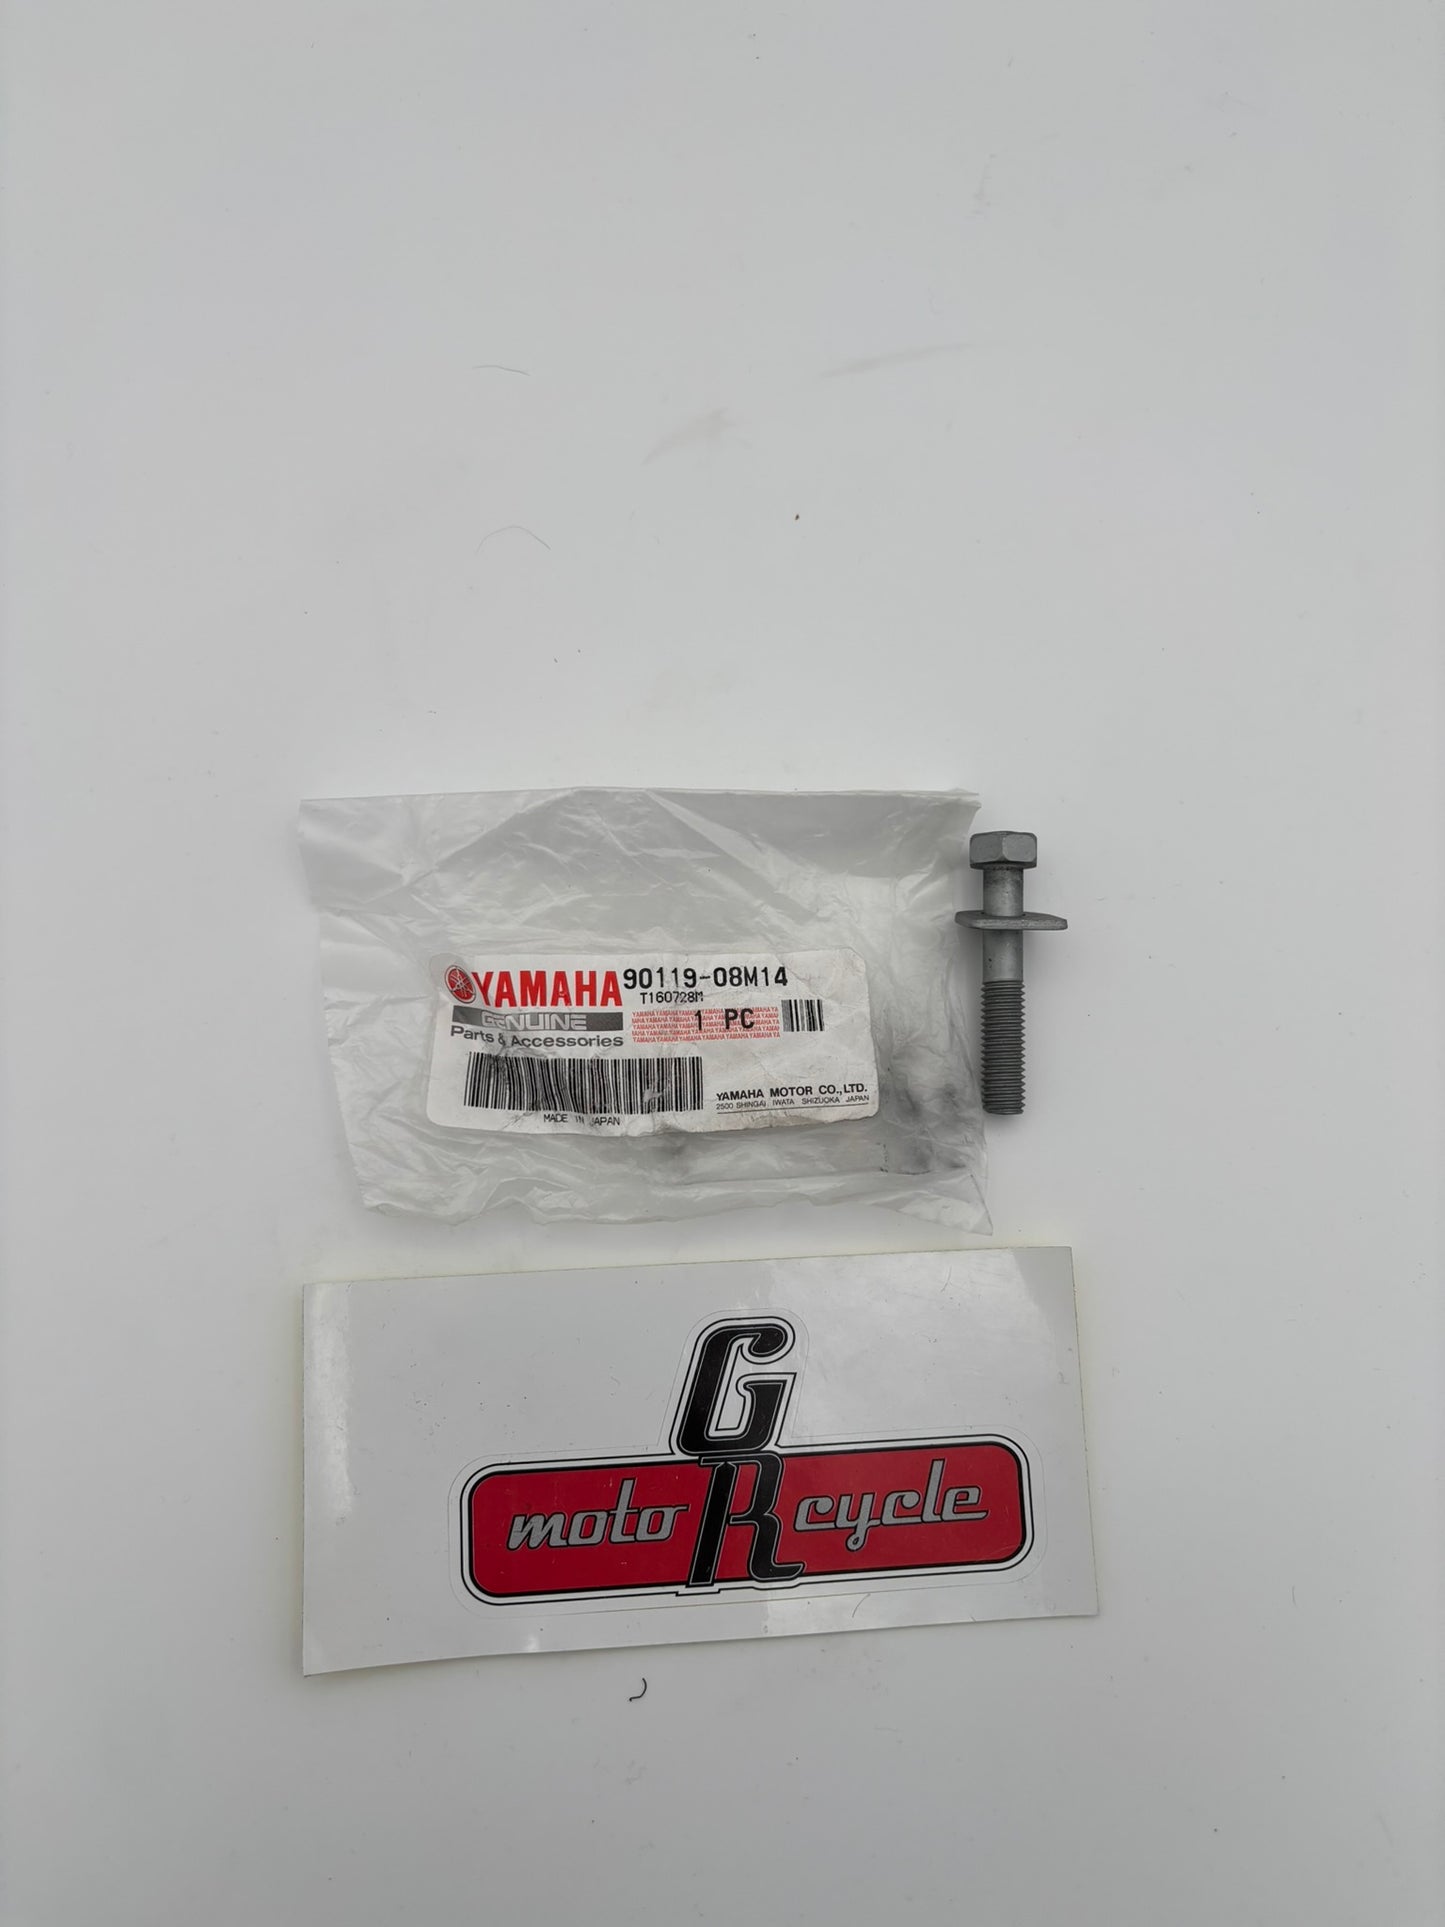 YAMAHA 90119-08M14
T160728M
GENUINE 1 PC
Parts & Accessories
YAMAHA MOTOR CO.,LTD.
2500 SHINGAI IWATA SHIZUOKA JAPAN
MADE IN JAPAN
GR
moto cycle